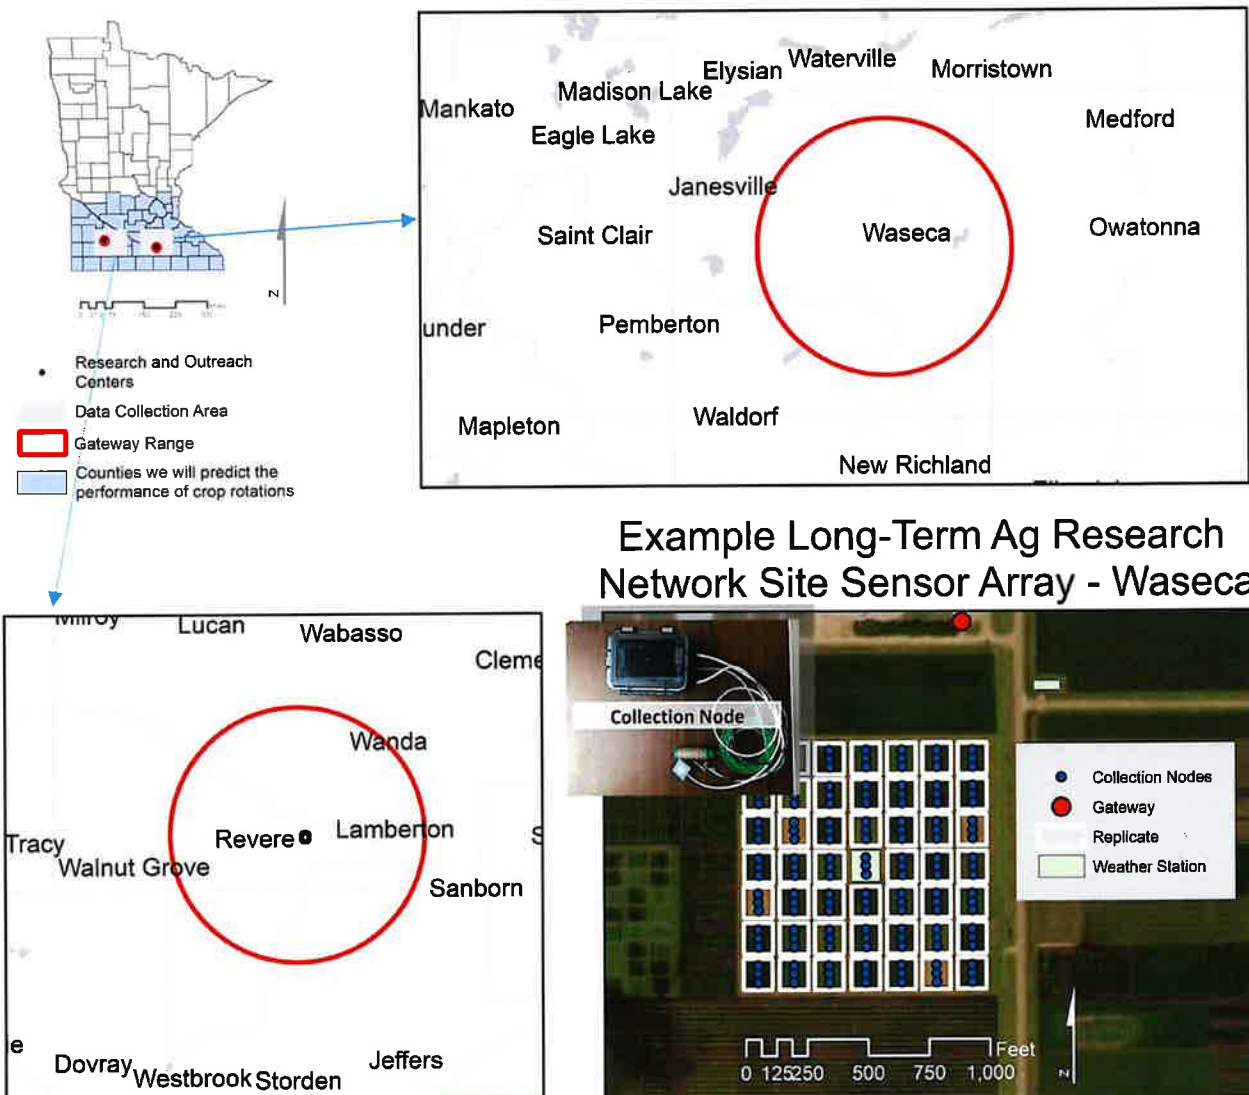 Waterville
Elysian
Morristown
Madison Lake
Mankato
Medford
Eagle Lake
Janesville
Saint Clair
Waseca
Owatonna
under
Pemberton
Mapleton
Waldorf
New Richland
N
Research and Outreach
Centers
Data Collection Area
Gateway Range
Counties we will predict the
performance of crop rotations
Example Long-Term Ag Research
Network Site Sensor Array - Waseca
Milroy
Lucan
Wabasso
Cleme
Wanda
Revere
Lamberton
Tracy
S
Walnut Grove
Sanborn
e
Dovray
Westbrook
Storden
Jeffers
Collection Node
Collection Nodes
Gateway
Replicate
Weather Station
Feet
0 125250 500 750 1,000
N